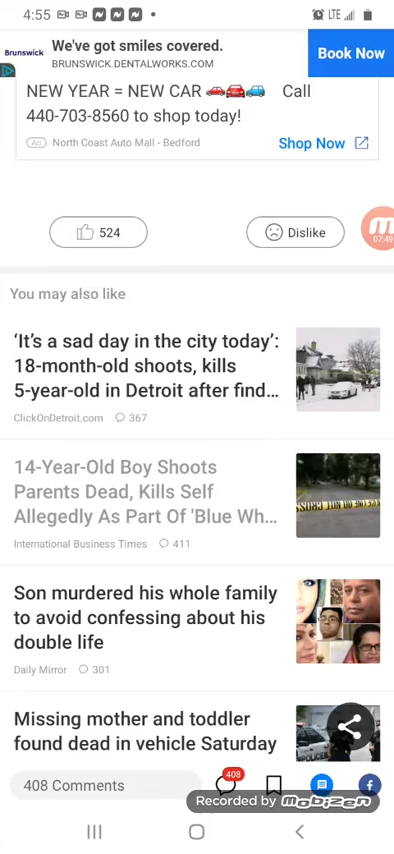 4:55
LTE
Brunswick
We've got smiles covered.
BRUNSWICK.DENTALWORKS.COM
Book Now
NEW YEAR = NEW CAR 🚗🚘🚙 Call
440-703-8560 to shop today!
Ad North Coast Auto Mall - Bedford
Shop Now
524
Dislike
07:49
You may also like
‘It’s a sad day in the city today’:
18-month-old shoots, kills
5-year-old in Detroit after find…
ClickOnDetroit.com 367
14-Year-Old Boy Shoots
Parents Dead, Kills Self
Allegedly As Part Of 'Blue Wh…
International Business Times 411
Son murdered his whole family
to avoid confessing about his
double life
Daily Mirror 301
Missing mother and toddler
found dead in vehicle Saturday
408 Comments
408
Recorded by mobizen